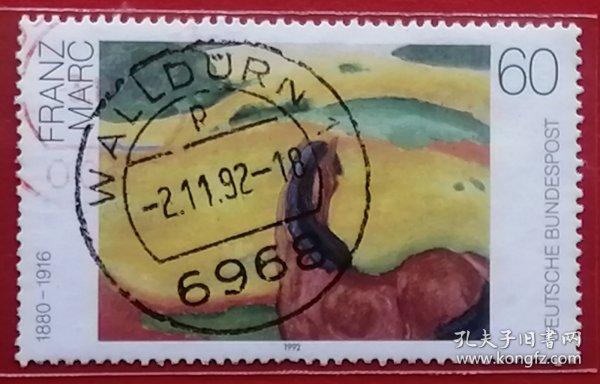 FRANZ
MARC
1880-1916
60
DEUTSCHE BUNDESPOST
1992
WALLDÜRN 1
p
-2.11.92-18
6968
孔夫子旧书网
www.kongfz.com